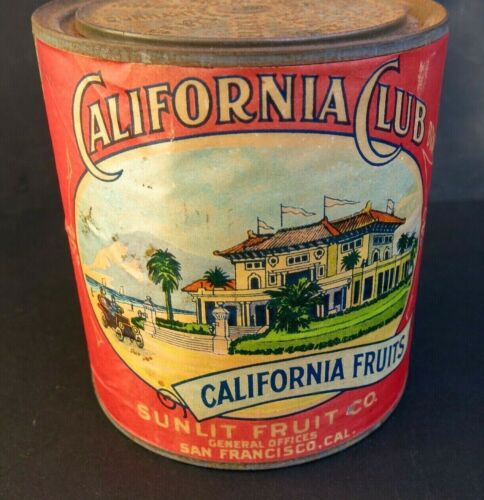 CALIFORNIA CLUB
CALIFORNIA FRUITS
SUNLIT FRUIT CO.
GENERAL OFFICES
SAN FRANCISCO, CAL.